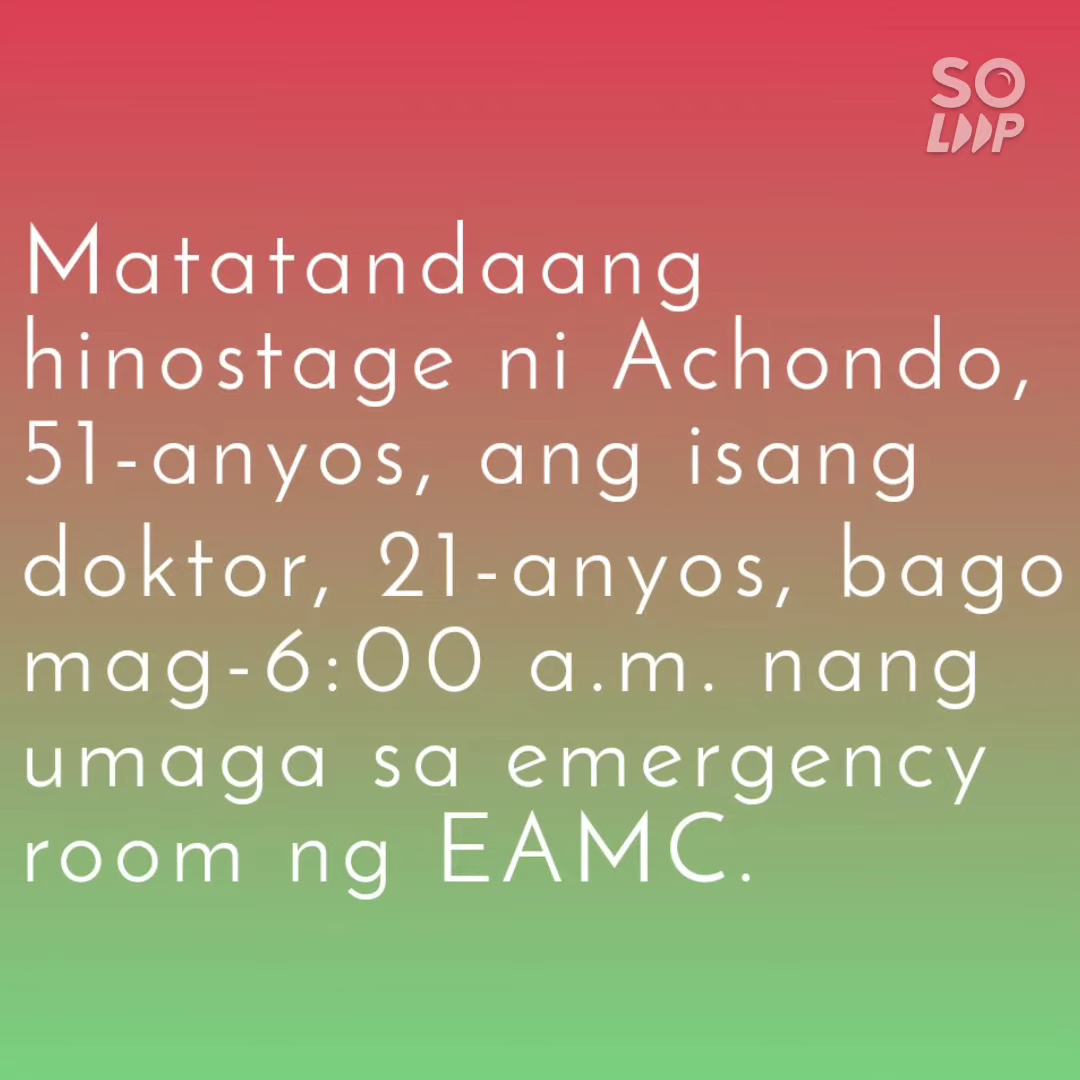 SO
LOOP
Matatandaang
hinostage ni Achondo,
51-anyos, ang isang
doktor, 21-anyos, bago
mag-6:00 a.m. nang
umaga sa emergency
room ng EAMC.